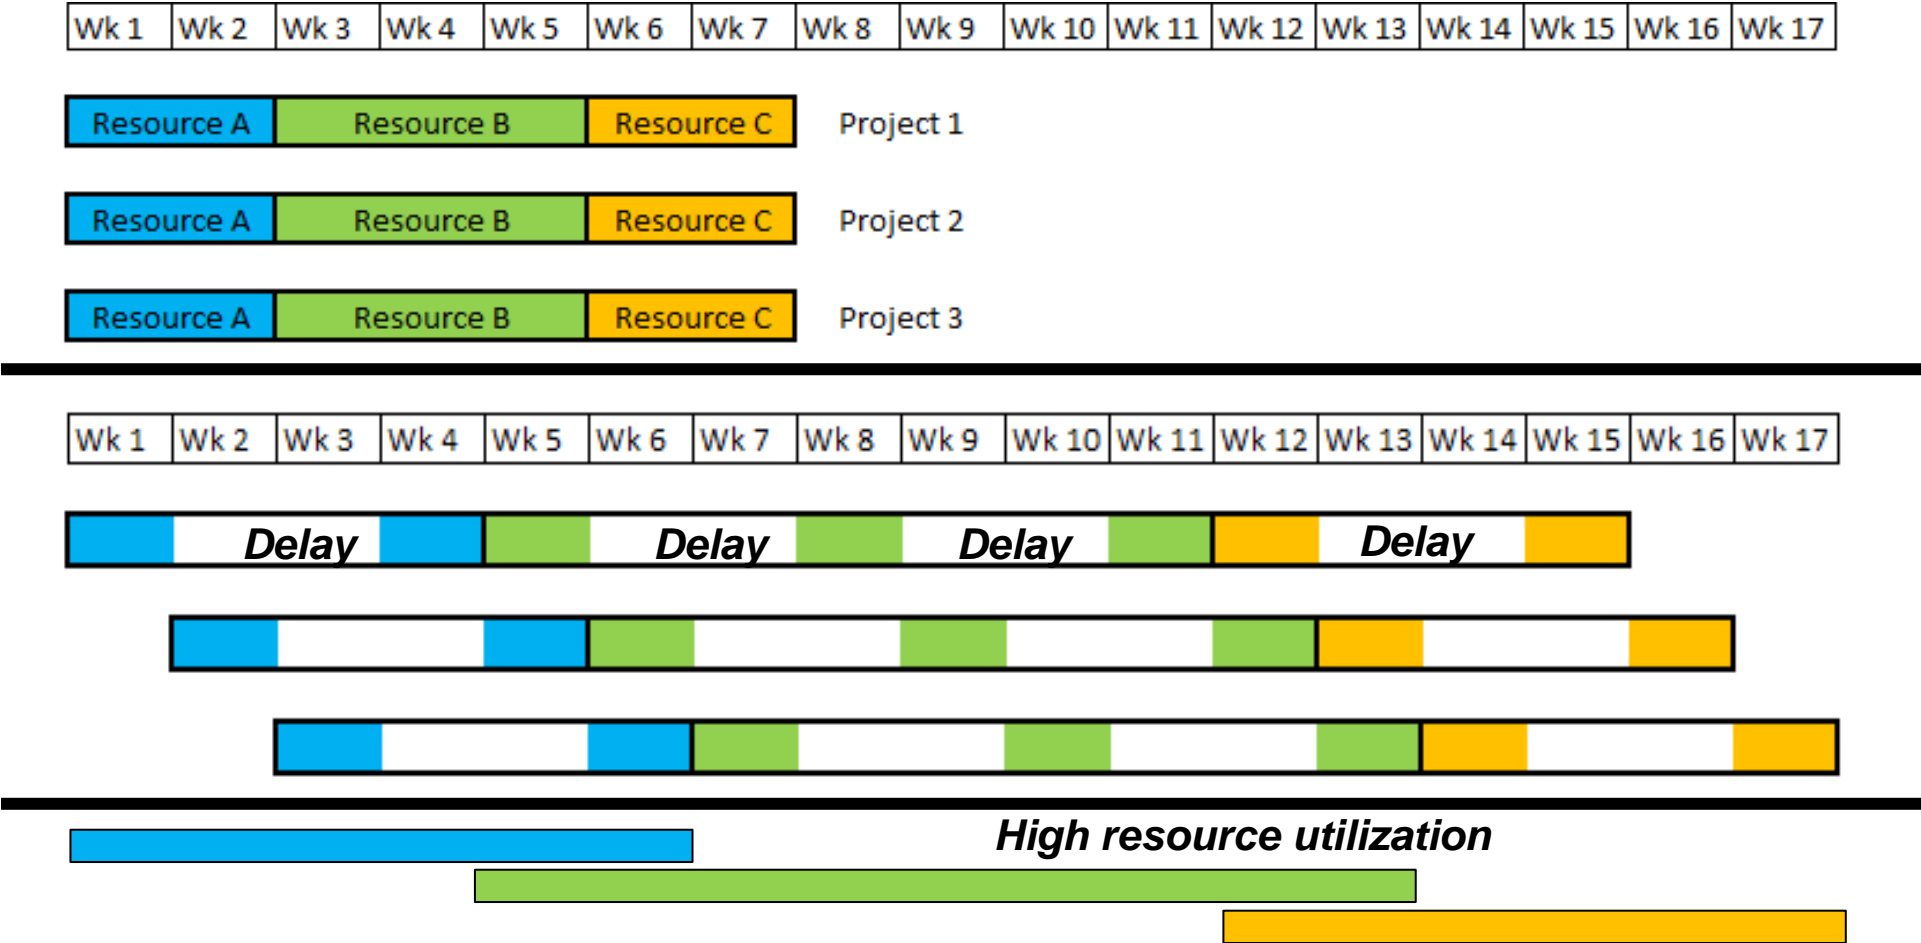 Wk 1 Wk 2 Wk 3 Wk 4 Wk 5 Wk 6 Wk 7 Wk 8 Wk 9 Wk 10 Wk 11 Wk 12 Wk 13 Wk 14 Wk 15 Wk 16 Wk 17
Resource A Resource B Resource C Project 1
Resource A Resource B Resource C Project 2
Resource A Resource B Resource C Project 3
Wk 1 Wk 2 Wk 3 Wk 4 Wk 5 Wk 6 Wk 7 Wk 8 Wk 9 Wk 10 Wk 11 Wk 12 Wk 13 Wk 14 Wk 15 Wk 16 Wk 17
Delay Delay Delay Delay
High resource utilization